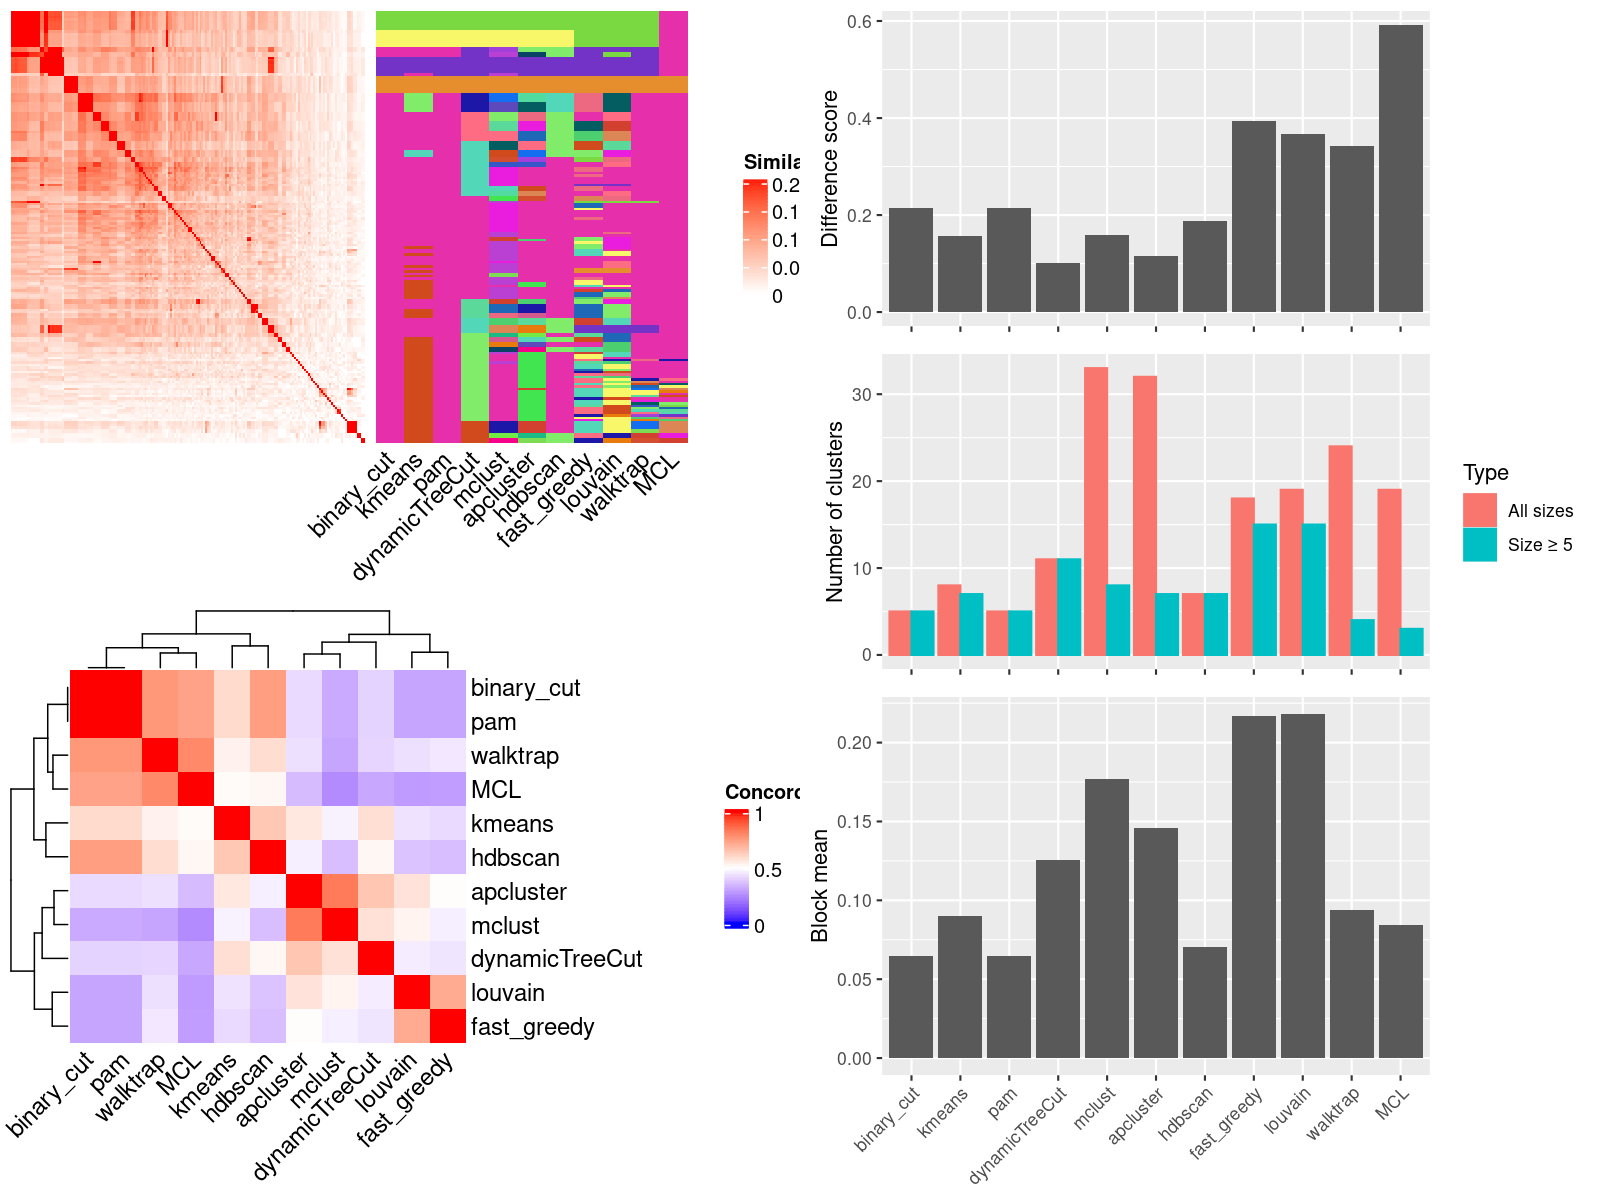 Simila
0.2
0.1
0.1
0.0
0
binary_cut
kmeans
pam
dynamicTreeCut
mclust
apcluster
hdbscan
fast_greedy
louvain
walktrap
MCL
binary_cut
pam
walktrap
MCL
kmeans
hdbscan
apcluster
mclust
dynamicTreeCut
louvain
fast_greedy
binary_cut
pam
walktrap
MCL
kmeans
hdbscan
apcluster
mclust
dynamicTreeCut
louvain
fast_greedy
Concord
1
0.5
0
Difference score
0.6
0.4
0.2
0.0
Number of clusters
30
20
10
0
Type
All sizes
Size ≥ 5
Block mean
0.20
0.15
0.10
0.05
0.00
binary_cut
kmeans
pam
dynamicTreeCut
mclust
apcluster
hdbscan
fast_greedy
louvain
walktrap
MCL